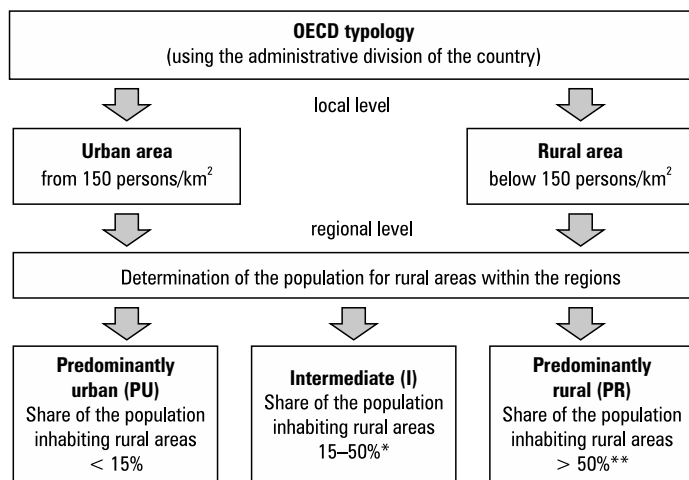 OECD typology
(using the administrative division of the country)
local level
Urban area
from 150 persons/km²
Rural area
below 150 persons/km²
regional level
Determination of the population for rural areas within the regions
Predominantly
urban (PU)
Share of the population
inhabiting rural areas
< 15%
Intermediate (I)
Share of the population
inhabiting rural areas
15–50%*
Predominantly
rural (PR)
Share of the population
inhabiting rural areas
> 50%**